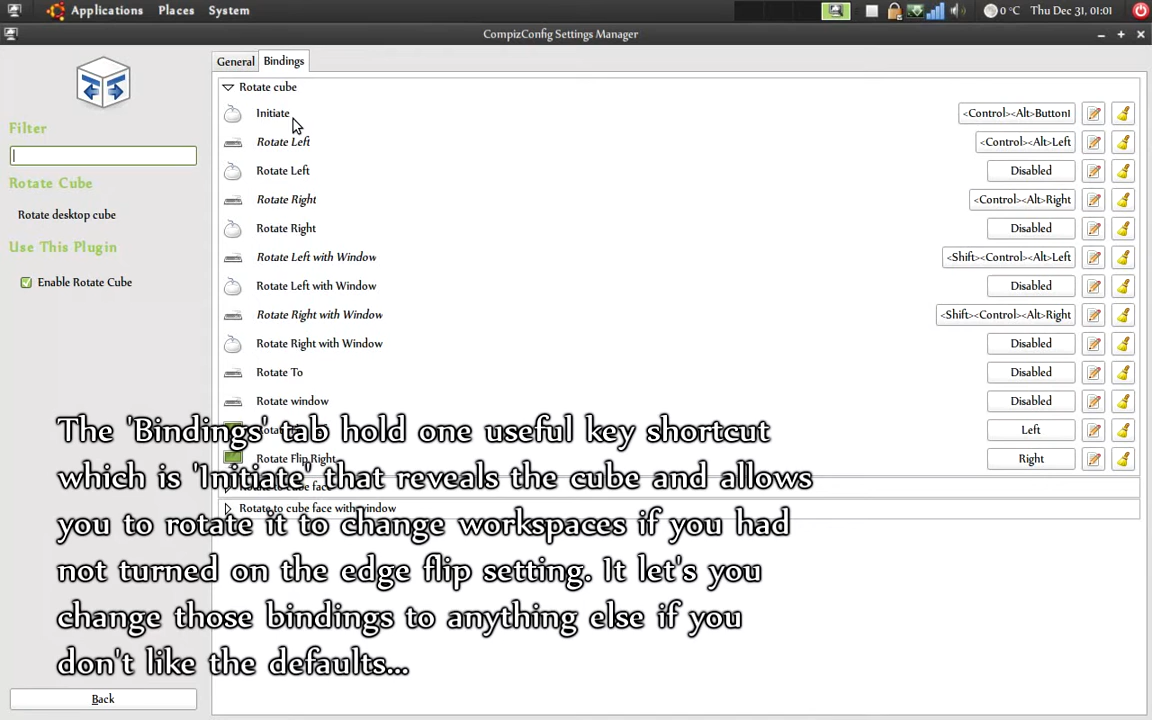 Applications Places System 0 °C Thu Dec 31, 01:01
CompizConfig Settings Manager
General Bindings
Filter
Rotate Cube
Rotate desktop cube
Use This Plugin
Enable Rotate Cube
Back
Rotate cube
Initiate <Control><Alt>Button1
Rotate Left <Control><Alt>Left
Rotate Left Disabled
Rotate Right <Control><Alt>Right
Rotate Right Disabled
Rotate Left with Window <Shift><Control><Alt>Left
Rotate Left with Window Disabled
Rotate Right with Window <Shift><Control><Alt>Right
Rotate Right with Window Disabled
Rotate To Disabled
Rotate window Disabled
Left
Rotate Flip Right Right
Rotate to cube face
Rotate to cube face with window
The 'Bindings' tab hold one useful key shortcut
which is 'Initiate ' that reveals the cube and allows
you to rotate it to change workspaces if you had
not turned on the edge flip setting. It let's you
change those bindings to anything else if you
don't like the defaults...